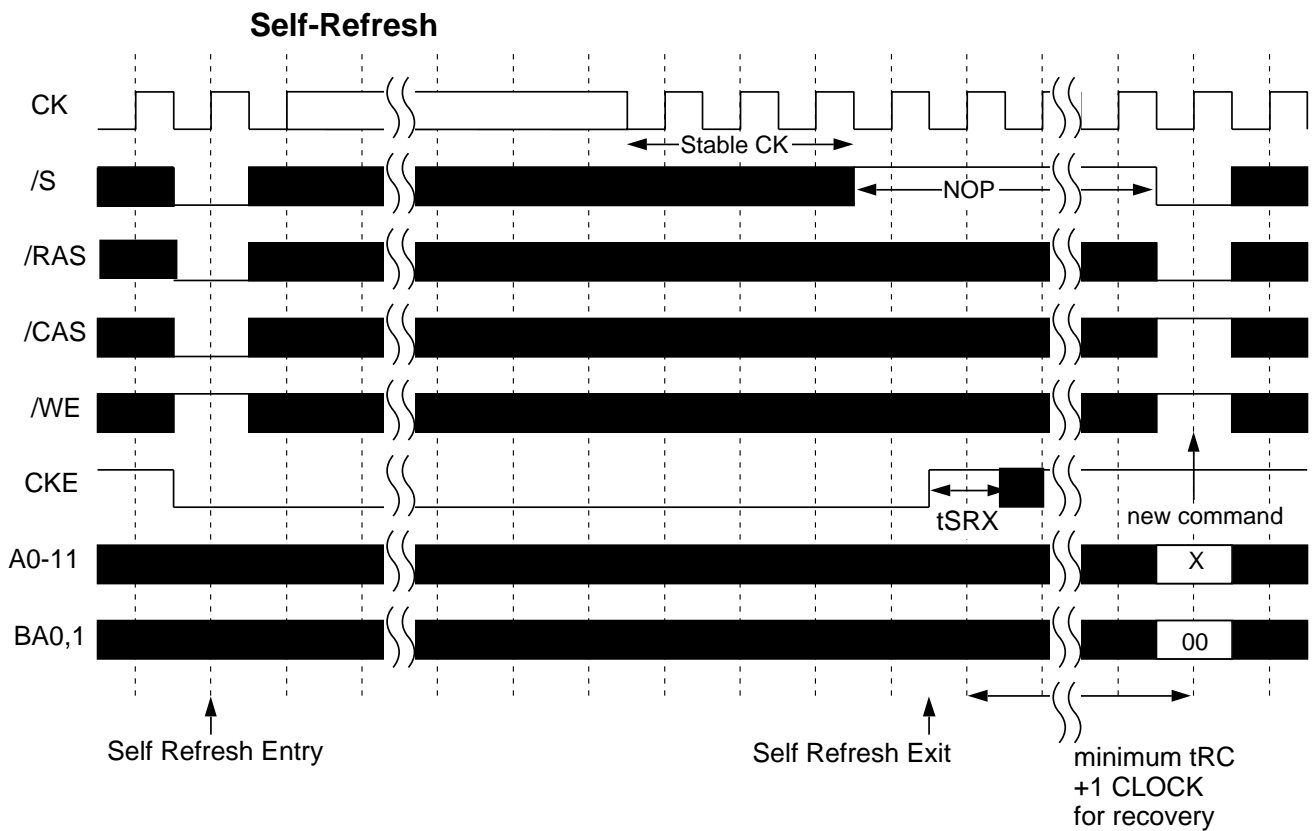 Self-Refresh
CK
Stable CK
/S
NOP
/RAS
/CAS
/WE
CKE
tSRX
new command
A0-11
X
BA0,1
00
Self Refresh Entry
Self Refresh Exit
minimum tRC
+1 CLOCK
for recovery